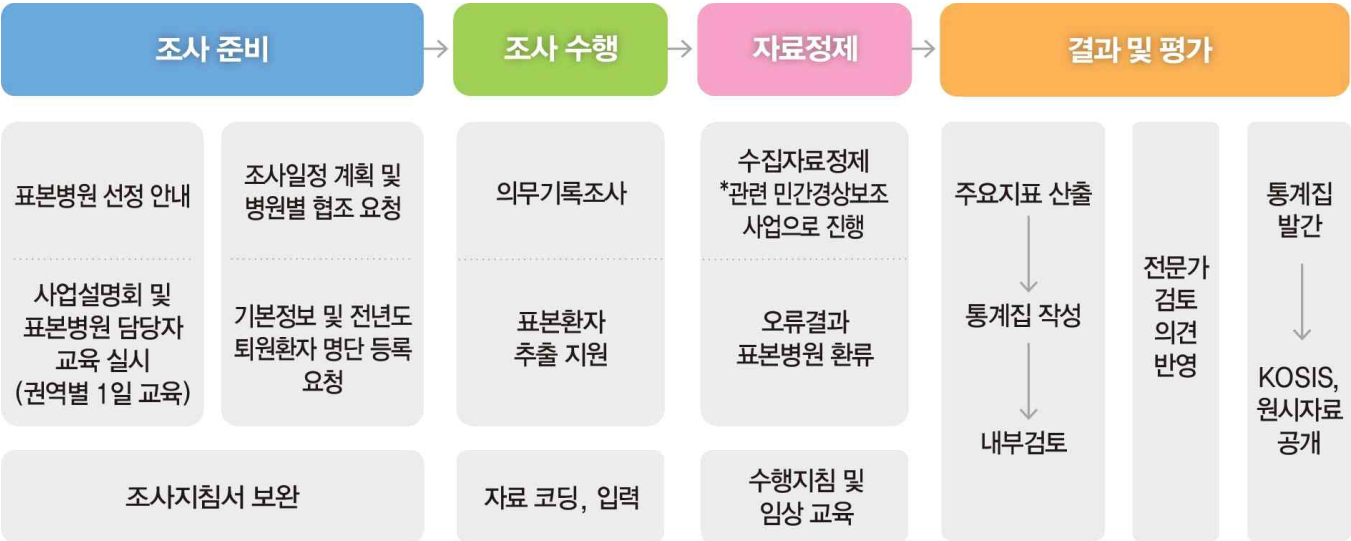 조사 준비
조사 수행
자료정제
결과 및 평가
표본병원 선정 안내
사업설명회 및
표본병원 담당자
교육 실시
(권역별 1일 교육)
조사일정 계획 및
병원별 협조 요청
기본정보 및 전년도
퇴원환자 명단 등록
요청
조사지침서 보완
의무기록조사
표본환자
추출 지원
자료 코딩, 입력
수집자료정제
*관련 민간경상보조
사업으로 진행
오류결과
표본병원 환류
수행지침 및
임상 교육
주요지표 산출
통계집 작성
내부검토
전문가
검토
의견
반영
통계집
발간
KOSIS,
원시자료
공개